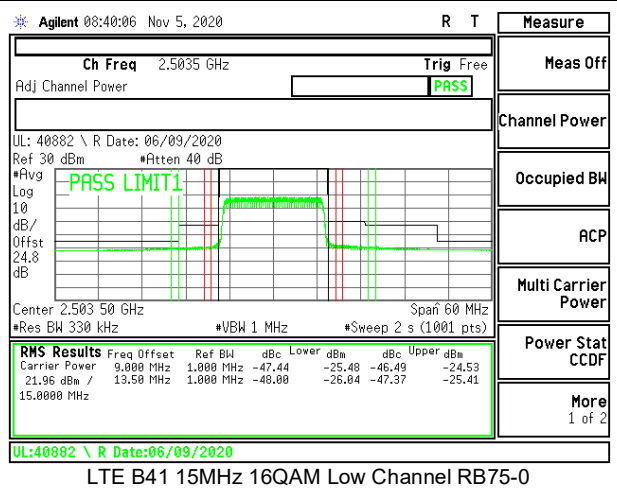 Agilent 08:40:06 Nov 5, 2020 R T
Measure
Ch Freq 2.5035 GHz Trig Free
Meas Off
Adj Channel Power PASS
Channel Power
UL: 40882 \ R Date: 06/09/2020
Ref 30 dBm #Atten 40 dB
#Avg
Log
10
dB/
Offst
24.8
dB
PASS LIMIT1
Occupied BW
ACP
Multi Carrier
Power
Center 2.503 50 GHz Span 60 MHz
#Res BW 330 kHz #VBW 1 MHz #Sweep 2 s (1001 pts)
Power Stat
CCDF
RMS Results Freq Offset Ref BW dBc Lower dBm dBc Upper dBm
Carrier Power 9.000 MHz 1.000 MHz -47.44 -25.48 -46.49 -24.53
21.96 dBm / 13.50 MHz 1.000 MHz -48.00 -26.04 -47.37 -25.41
15.0000 MHz
More
1 of 2
UL:40882 \ R Date:06/09/2020
LTE B41 15MHz 16QAM Low Channel RB75-0